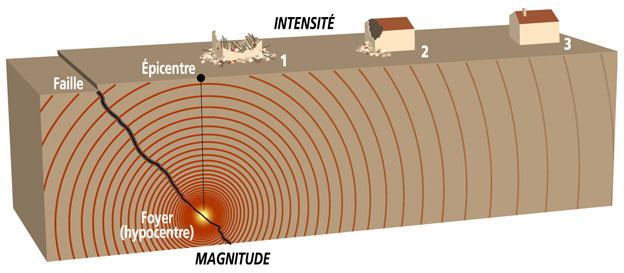 INTENSITÉ
1
2
3
Épicentre
Faille
Foyer
(hypocentre)
MAGNITUDE